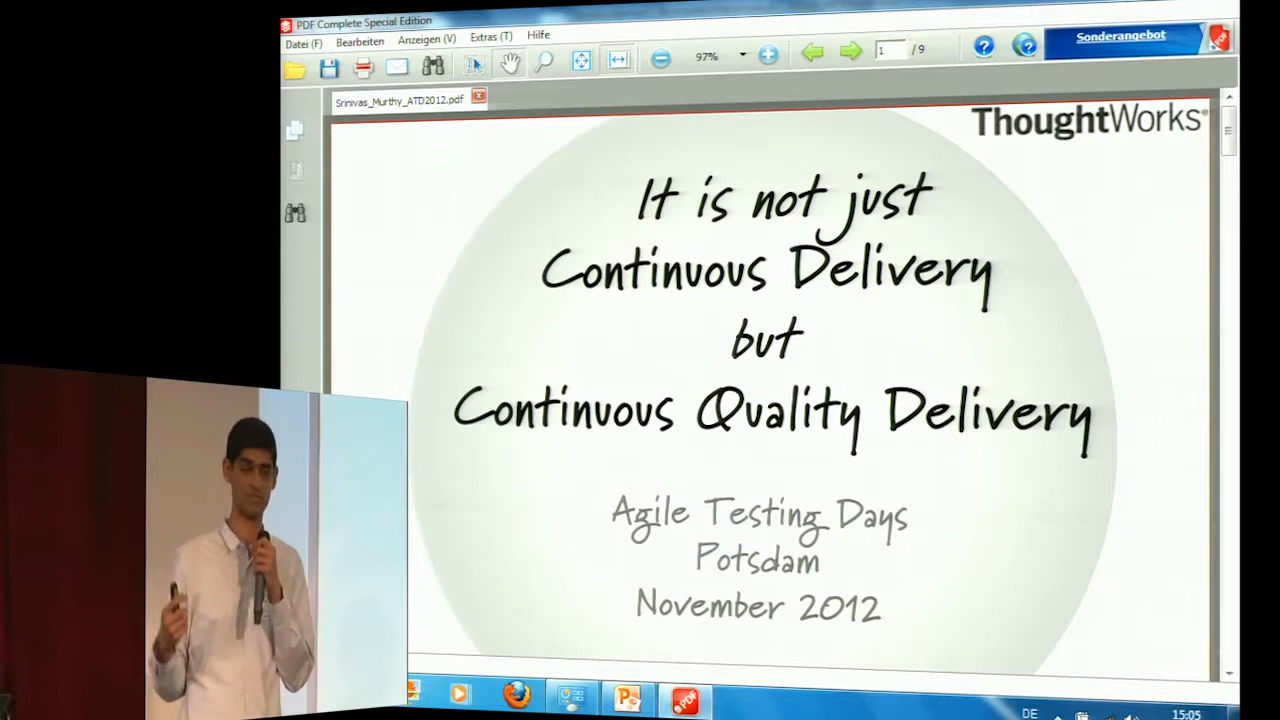 PDF Complete Special Edition
Datei (F) Bearbeiten Anzeigen (V) Extras (T) Hilfe
97% 1 / 9 Sonderangebot
Srinivas_Murthy_ATD2012.pdf
ThoughtWorks®
It is not just
Continuous Delivery
but
Continuous Quality Delivery
Agile Testing Days
Potsdam
November 2012
DE 15:05